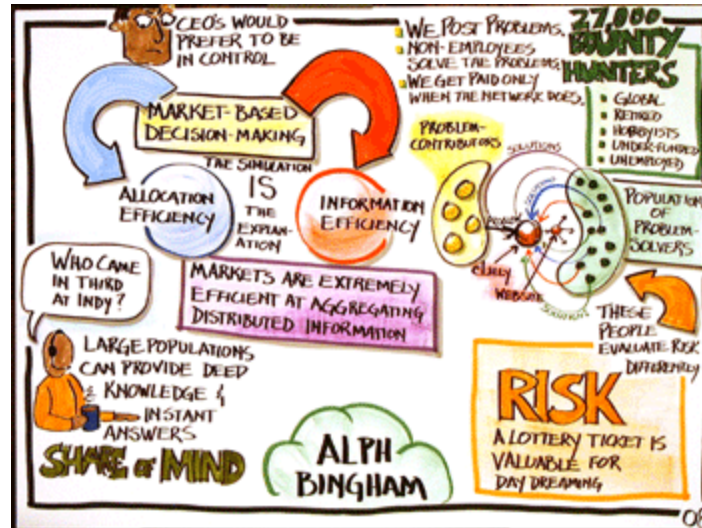 CEO'S WOULD
PREFER TO BE
IN CONTROL
MARKET-BASED
DECISION-MAKING
THE SIMULATION
IS
THE
EXPLAN-
ATION
ALLOCATION
EFFICIENCY
INFORMATION
EFFICIENCY
MARKETS ARE EXTREMELY
EFFICIENT AT AGGREGATING
DISTRIBUTED INFORMATION
WHO CAME
IN THIRD
AT INDY?
LARGE POPULATIONS
CAN PROVIDE DEEP
KNOWLEDGE &
INSTANT
ANSWERS
SHARE OF MIND
ALPH
BINGHAM
WE POST PROBLEMS.
NON-EMPLOYEES
SOLVE THE PROBLEM.
WE GET PAID ONLY
WHEN THE NETWORK DOES.
27,000
BOUNTY
HUNTERS
GLOBAL
RETIRED
HOBBYISTS
UNDER-FUNDED
UNEMPLOYED
PROBLEM-
CONTRIBUTORS
SOLUTIONS
WEBSITE
SOLUTIONS
POPULATION
OF
PROBLEM-
SOLVERS
THESE
PEOPLE
EVALUATE RISK
DIFFERENTLY
RISK
A LOTTERY TICKET IS
VALUABLE FOR
DAY DREAMING